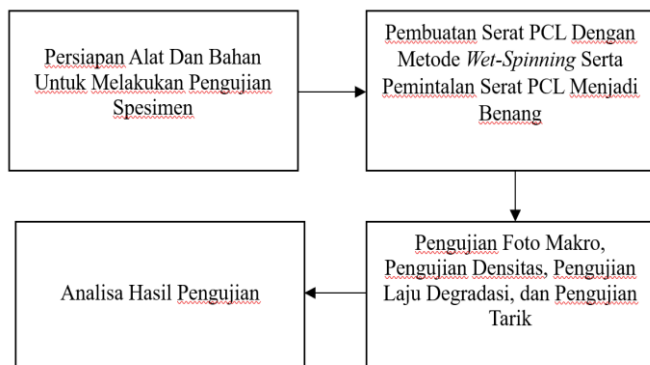 Persiapan Alat Dan Bahan
Untuk Melakukan Pengujian
Spesimen
Pembuatan Serat PCL Dengan
Metode Wet-Spinning Serta
Pemintalan Serat PCL Menjadi
Benang
Pengujian Foto Makro,
Pengujian Densitas, Pengujian
Laju Degradasi, dan Pengujian
Tarik
Analisa Hasil Pengujian